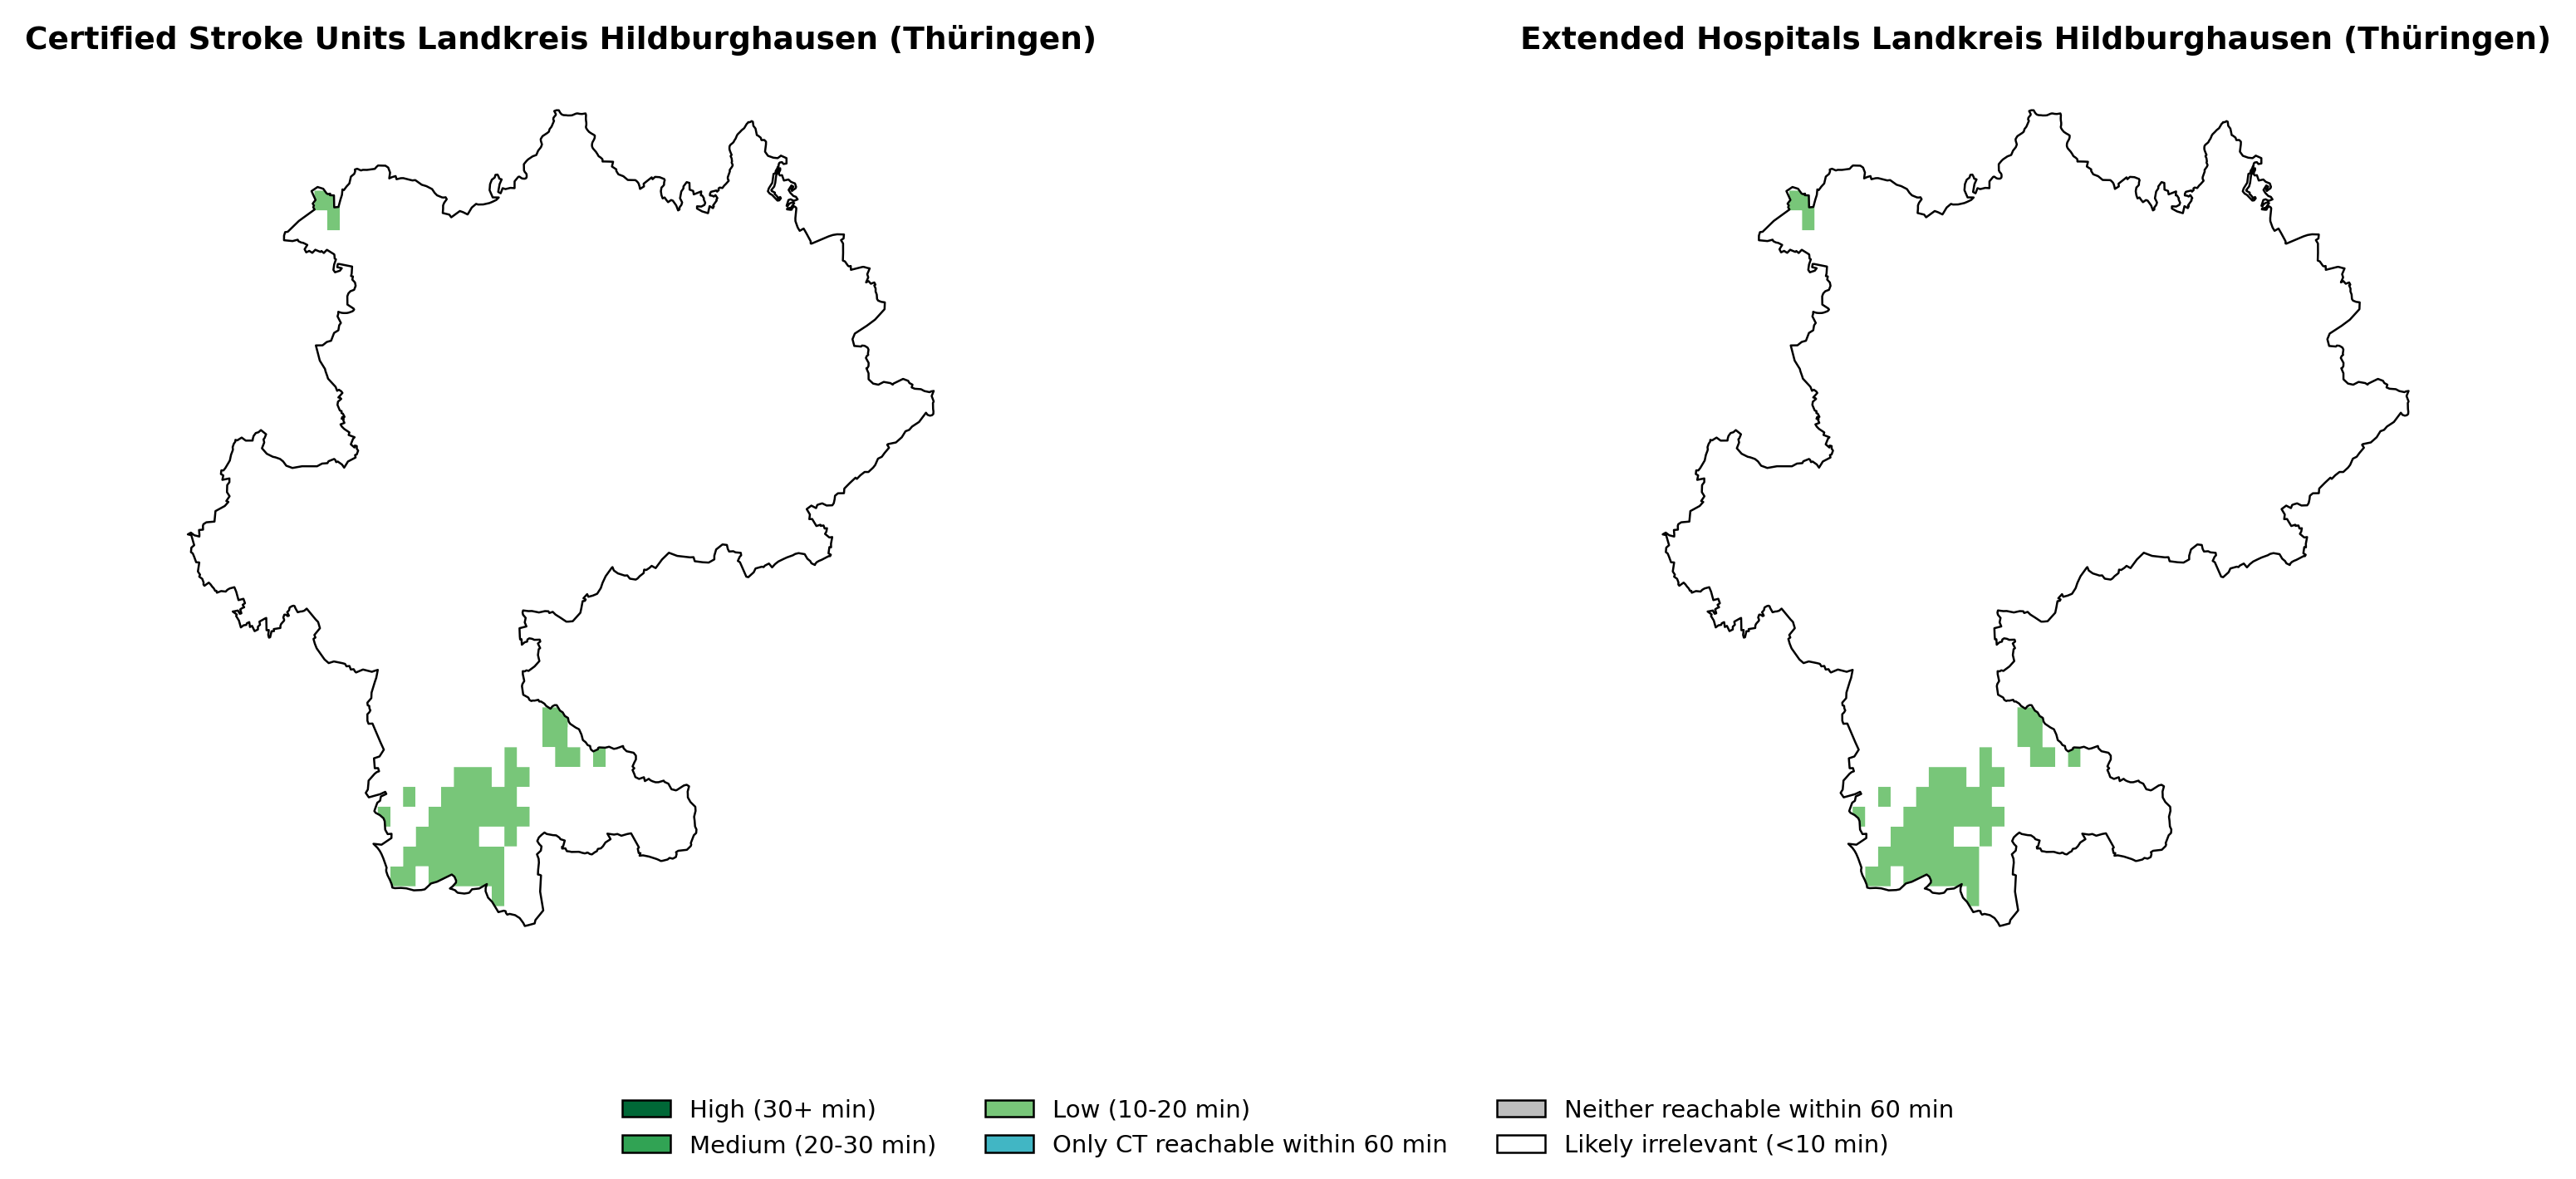 Certified Stroke Units Landkreis Hildburghausen (Thüringen)
Extended Hospitals Landkreis Hildburghausen (Thüringen)
High (30+ min)
Medium (20-30 min)
Low (10-20 min)
Only CT reachable within 60 min
Neither reachable within 60 min
Likely irrelevant (<10 min)